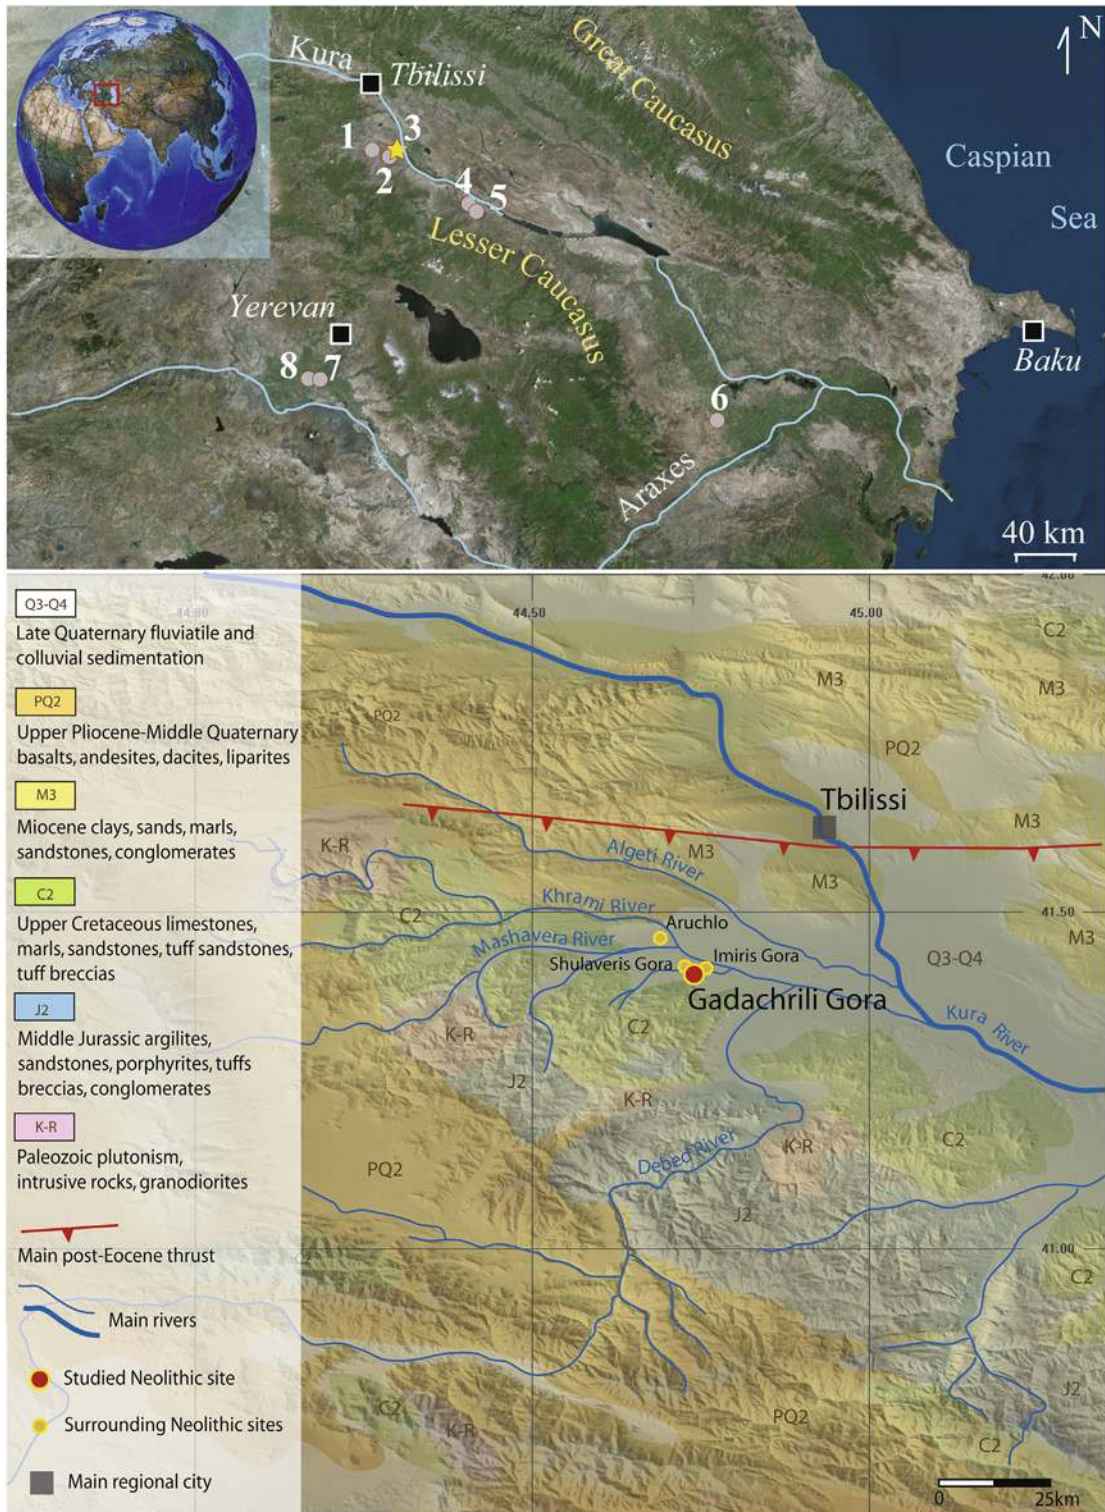 N
Kura
Tbilissi
Great Caucasus
1
3
2
4
5
Caspian
Sea
Lesser Caucasus
Yerevan
8
7
6
Baku
Araxes
40 km
Q3-Q4
Late Quaternary fluviatile and
colluvial sedimentation
PQ2
Upper Pliocene-Middle Quaternary
basalts, andesites, dacites, liparites
M3
Miocene clays, sands, marls,
sandstones, conglomerates
C2
Upper Cretaceous limestones,
marls, sandstones, tuff sandstones,
tuff breccias
J2
Middle Jurassic argilites,
sandstones, porphyrites, tuffs
breccias, conglomerates
K-R
Paleozoic plutonism,
intrusive rocks, granodiorites
Main post-Eocene thrust
Main rivers
Studied Neolithic site
Surrounding Neolithic sites
Main regional city
42.00
44.50
45.00
C2
M3
M3
PQ2
PQ2
Tbilissi
M3
K-R
Algeti River
M3
M3
C2
Khrami River
41.50
Aruchlo
M3
Mashavera River
Shulaveris Gora
Imiris Gora
Q3-Q4
Gadachrili Gora
Kura River
K-R
C2
J2
K-R
Debed River
K-R
C2
PQ2
J2
41.00
C2
J2
C2
K-R
PQ2
C2
0
25km